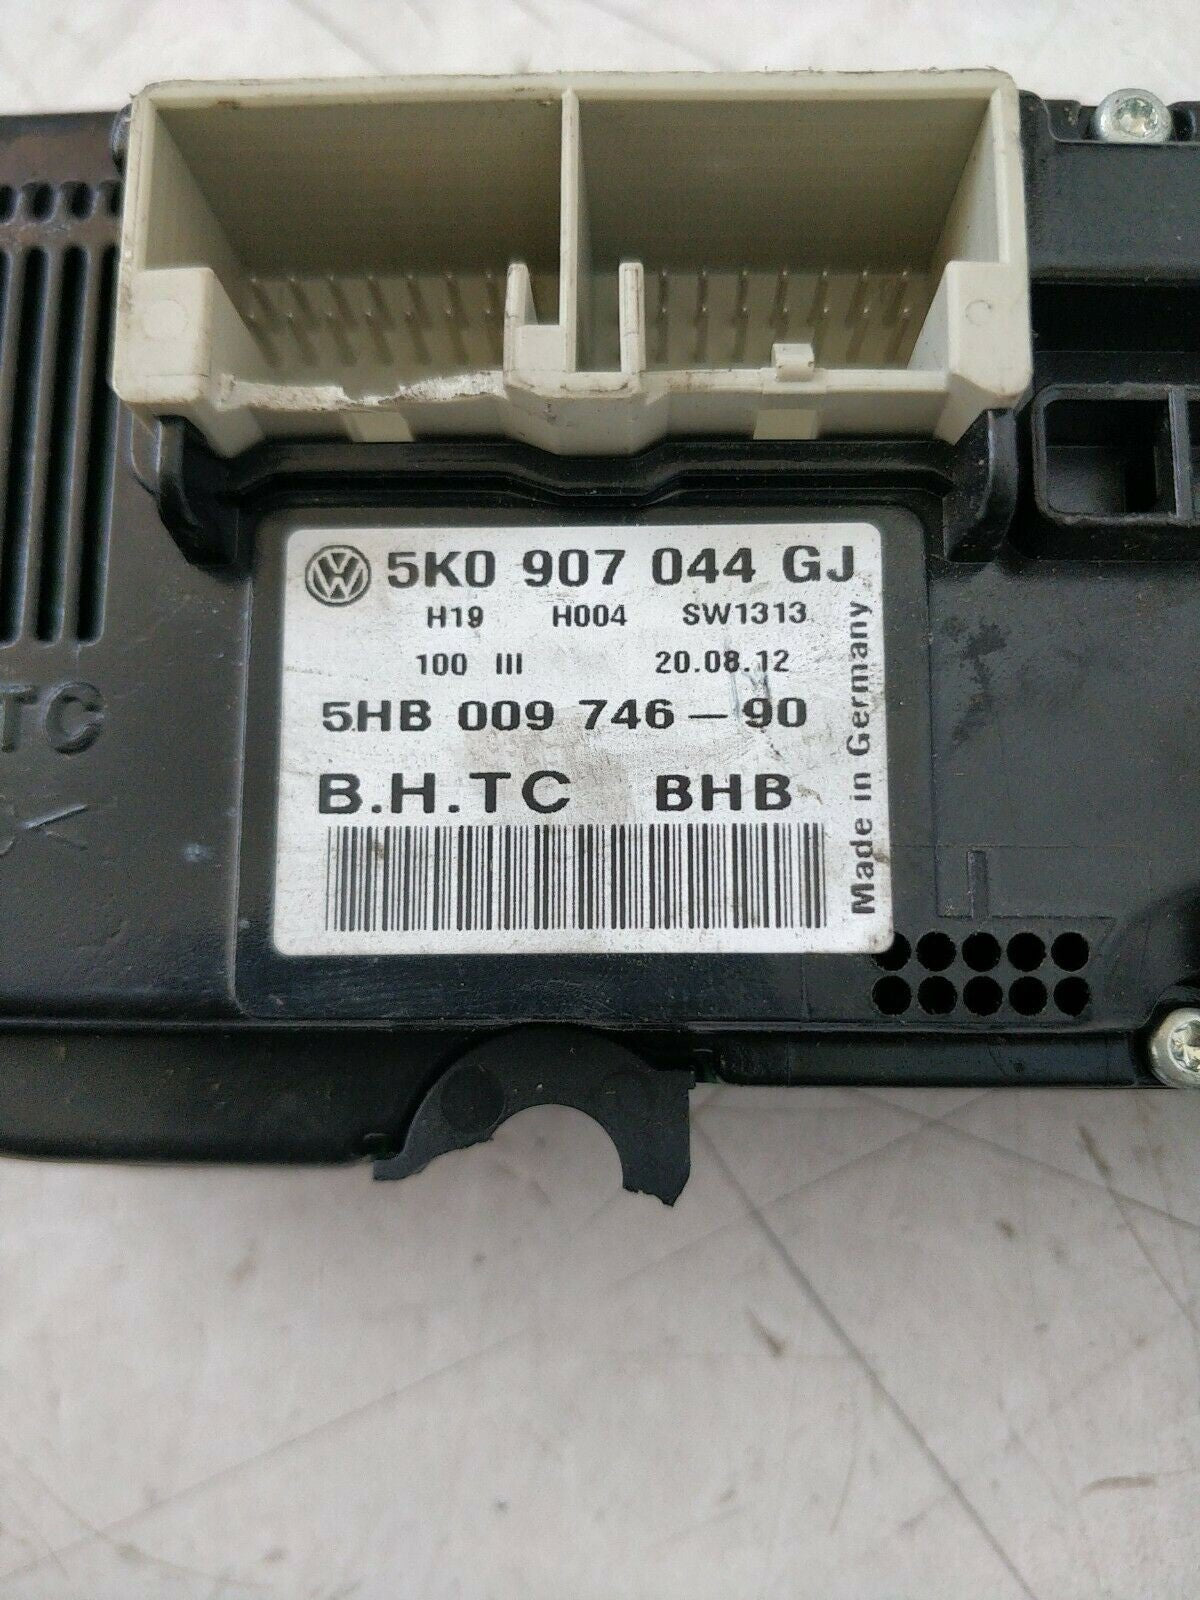 5K0 907 044 GJ
H19 H004 SW1313
100 III 20.08.12
5HB 009 746-90
B.H.TC BHB
Made in Germany
TC